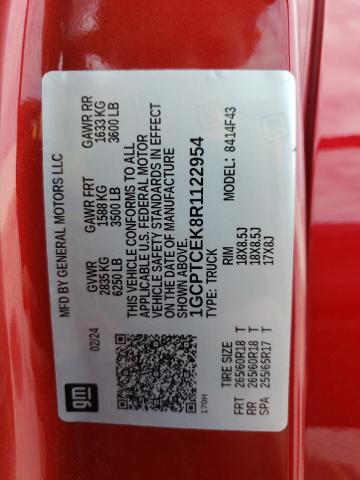 MFD BY GENERAL MOTORS LLC
02/24
GVWR GAWR FRT GAWR RR
2835 KG 1588 KG 1633 KG
6250 LB 3500 LB 3600 LB
THIS VEHICLE CONFORMS TO ALL
APPLICABLE U.S. FEDERAL MOTOR
VEHICLE SAFETY STANDARDS IN EFFECT
ON THE DATE OF MANUFACTURE
SHOWN ABOVE.
1GCPTCEK8R1122954
TYPE: TRUCK MODEL: 8414F43
TIRE SIZE RIM
FRT 265/60R18 T 18X8.5J
RR 265/60R18 T 18X8.5J
SPA 255/65R17 T 17X8J
gm
170H